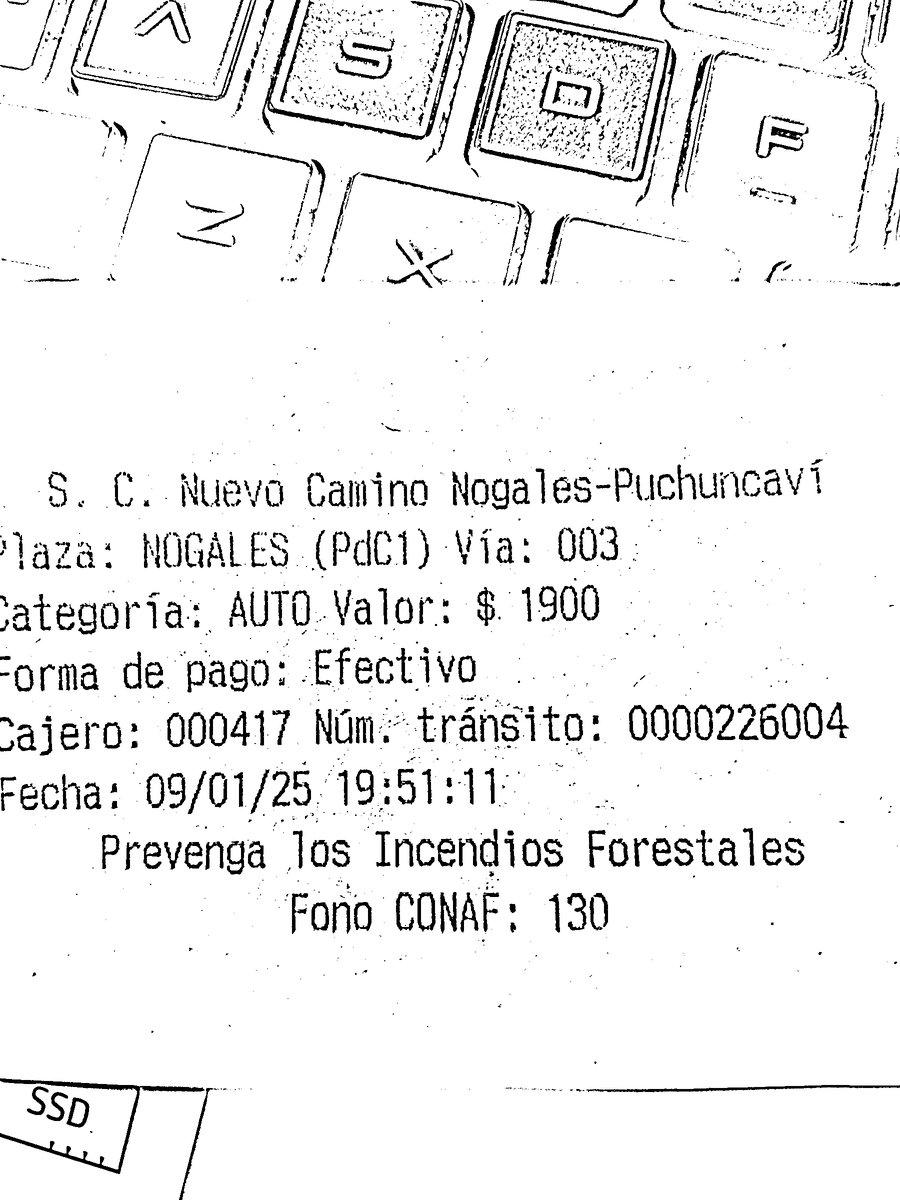 A S D F
Z X C
S. C. Nuevo Camino Nogales-Puchuncaví
Plaza: NOGALES (PdC1) Vía: 003
Categoría: AUTO Valor: $ 1900
Forma de pago: Efectivo
Cajero: 000417 Núm. tránsito: 0000226004
Fecha: 09/01/25 19:51:11
Prevenga los Incendios Forestales
Fono CONAF: 130
SSD